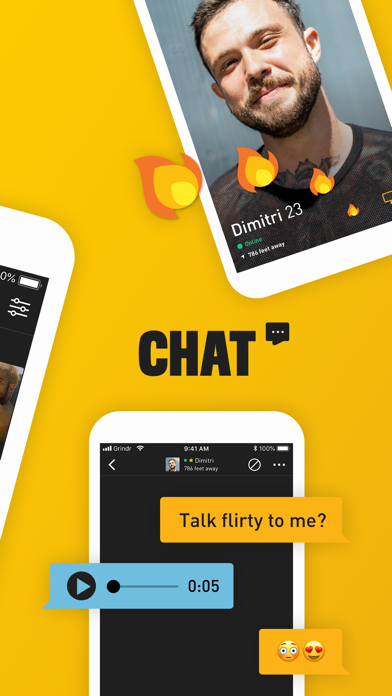 Dimitri 23
Online
786 feet away
0%
CHAT
Grindr
9:41 AM
100%
Dimitri
786 feet away
Talk flirty to me?
0:05